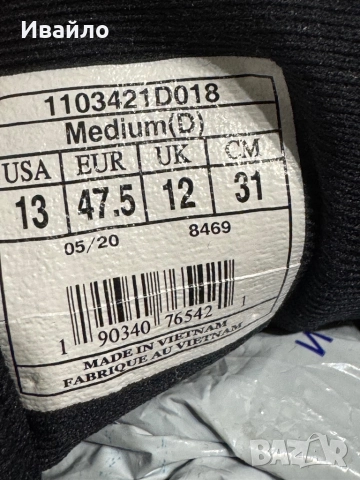 Ивайло
1103421D018
Medium(D)
USA EUR UK CM
13 47.5 12 31
05/20 8469
1 90340 76542 1
MADE IN VIETNAM
FABRIQUE AU VIETNAM
BAZAR